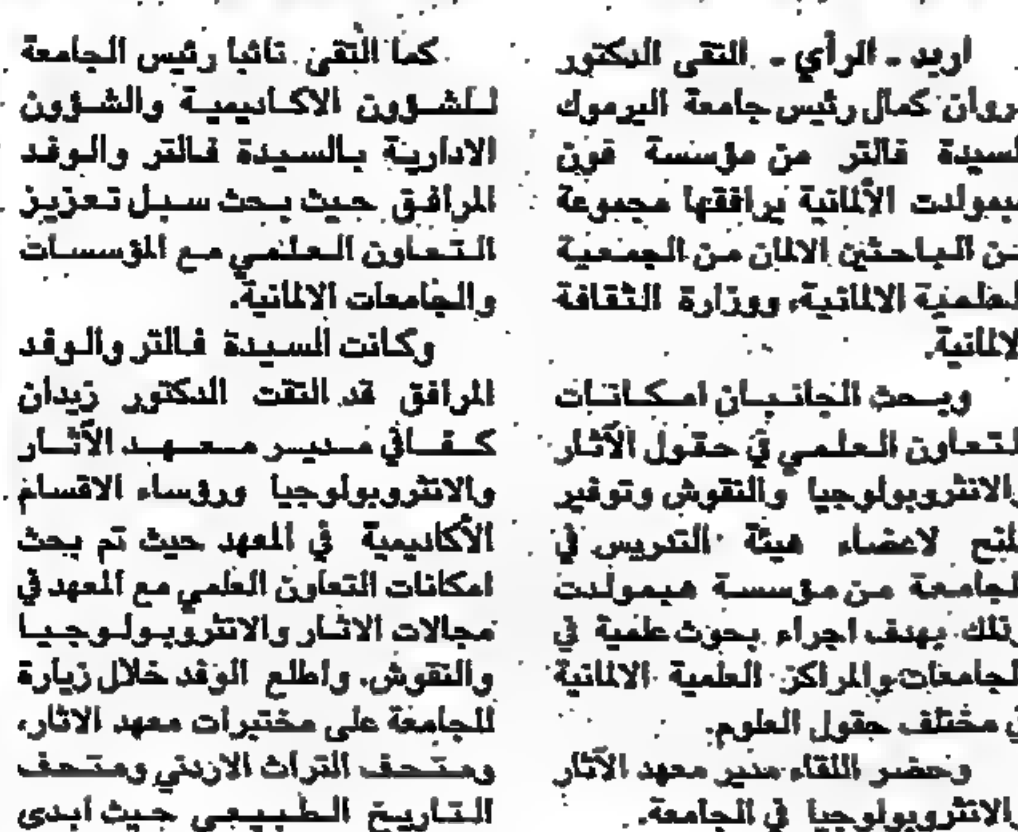 اربد ـ الرأي ـ التقى الدكتور
مروان كمال رئيس جامعة اليرموك
السيدة فالتر من مؤسسة فون
هيمولدت الألمانية يرافقها مجموعة
من الباحثين الالمان من الجمعية
العلمية الالمانية، ووزارة الثقافة
الالمانية.
وبحث الجانبان امكانات
التعاون العلمي في حقول الآثار
والانثروبولوجيا والنقوش وتوفير
المنح لاعضاء هيئة التدريس في
الجامعة من مؤسسة هيمولدت
وذلك بهدف اجراء بحوث علمية في
الجامعات والمراكز العلمية الالمانية
في مختلف حقول العلوم.
وحضر اللقاء مدير معهد الآثار
والانثروبولوجيا في الجامعة.
كما التقى نائبا رئيس الجامعة
للشؤون الاكاديمية والشؤون
الادارية بالسيدة فالتر والوفد
المرافق حيث بحث سبل تعزيز
التعاون العلمي مع المؤسسات
والجامعات الالمانية.
وكانت السيدة فالتر والوفد
المرافق قد التقت الدكتور زيدان
كفافي مدير معهد الآثار
والانثروبولوجيا ورؤساء الاقسام
الأكاديمية في المعهد حيث تم بحث
امكانات التعاون العلمي مع المعهد في
مجالات الاثار والانثروبولوجيا
والنقوش، واطلع الوفد خلال زيارة
للجامعة على مختبرات معهد الاثار،
ومتحف التراث الاردني ومتحف
التاريخ الطبيعي حيث أبدى